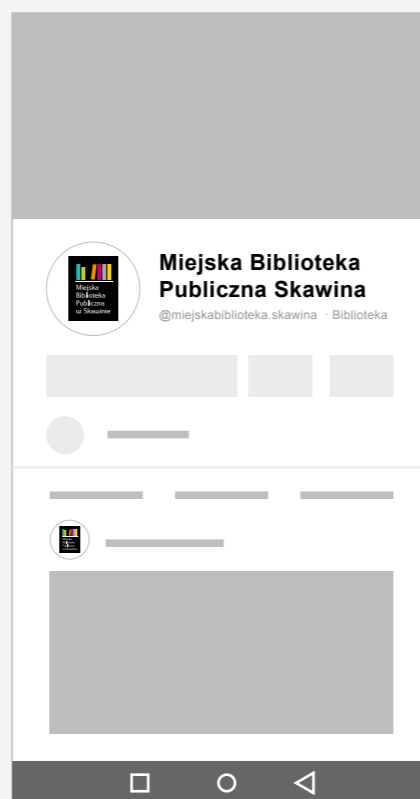 Miejska
Biblioteka
Publiczna
w Skawinie
Miejska Biblioteka
Publiczna Skawina
@miejskabiblioteka.skawina · Biblioteka